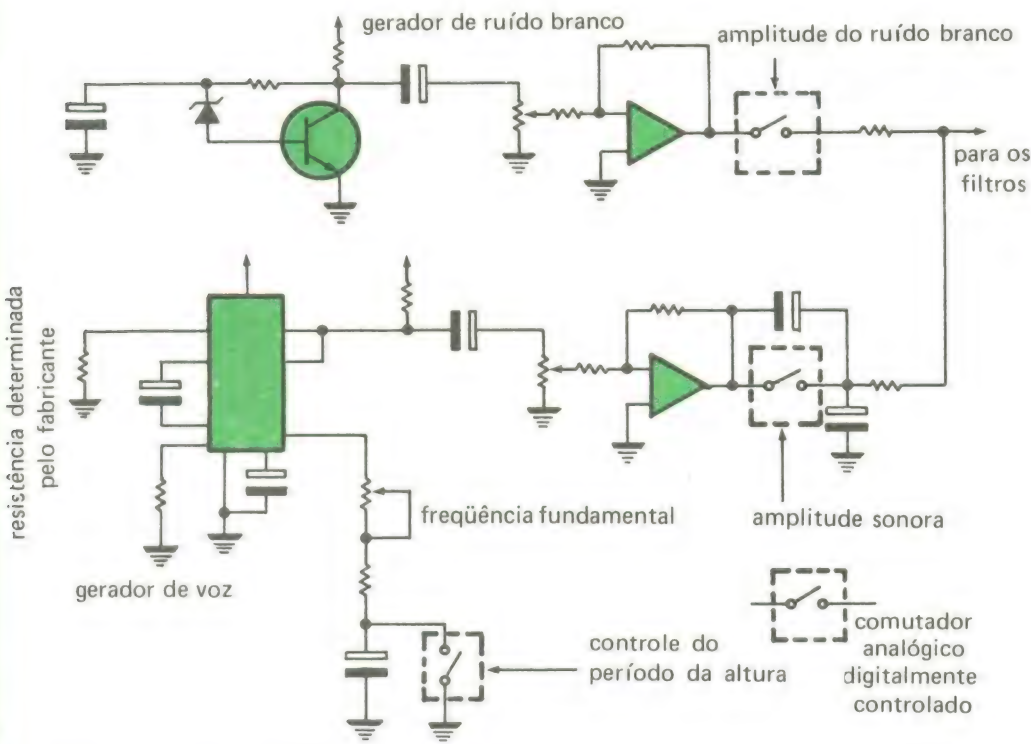 gerador de ruído branco
amplitude do ruído branco
para os
filtros
resistência determinada
pelo fabricante
gerador de voz
freqüência fundamental
amplitude sonora
controle do
período da altura
comutador
analógico
digitalmente
controlado